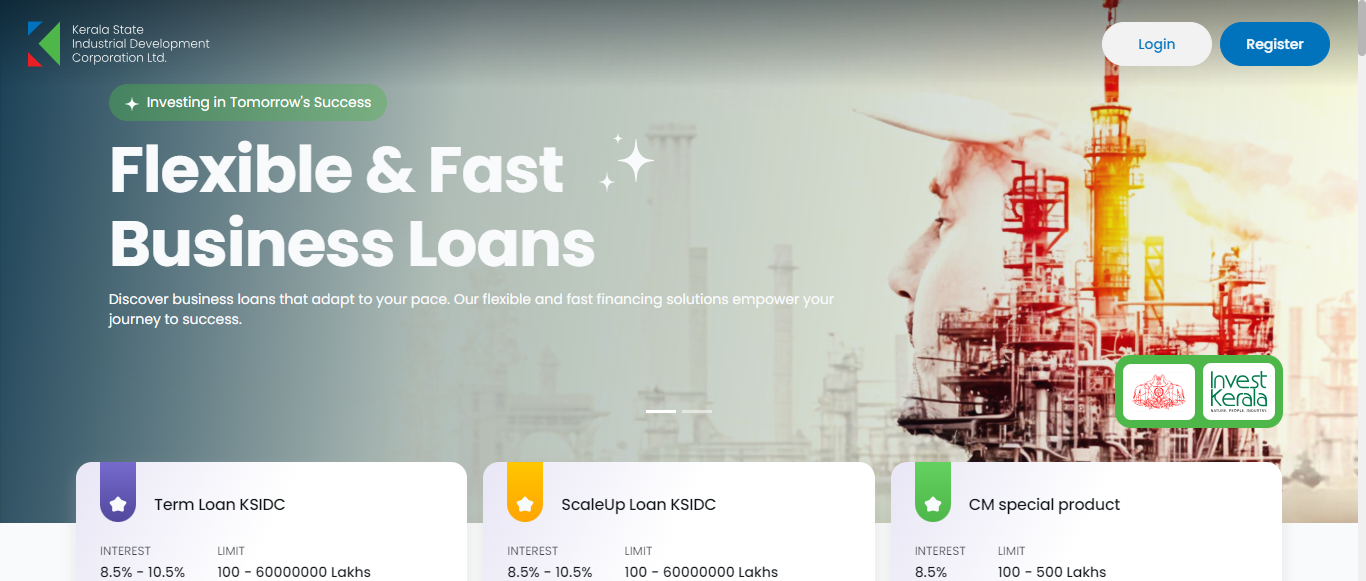 Kerala State
Industrial Development
Corporation Ltd.
Login
Register
Investing in Tomorrow's Success
Flexible & Fast
Business Loans
Discover business loans that adapt to your pace. Our flexible and fast financing solutions empower your
journey to success.
Invest
Kerala
NATURE. PEOPLE. INDUSTRY.
Term Loan KSIDC
INTEREST
LIMIT
8.5% - 10.5%
100 - 60000000 Lakhs
ScaleUp Loan KSIDC
INTEREST
LIMIT
8.5% - 10.5%
100 - 60000000 Lakhs
CM special product
INTEREST
LIMIT
8.5%
100 - 500 Lakhs